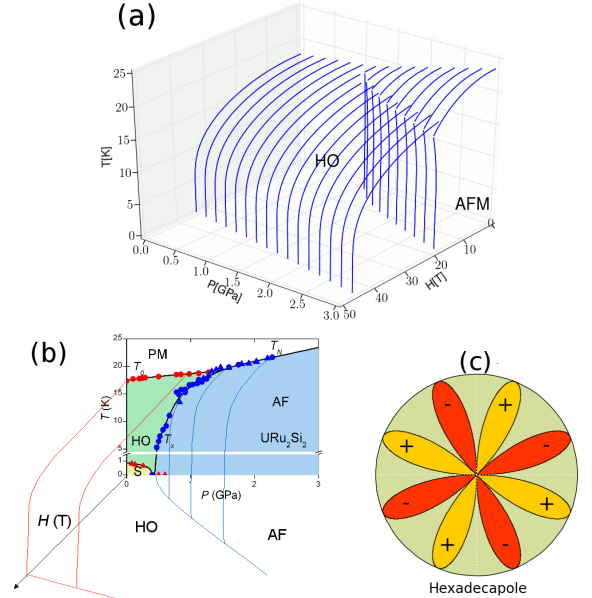 (a)
25
20
15
10
5
0
T[K]
HO
AFM
0.0
0.5
1.0
1.5
2.0
2.5
3.0
P[GPa]
50
40
30
20
10
0
H[T]
(b)
25
20
15
10
5
1
0
T (K)
PM
T0
TN
AF
HO
Tx
URu2Si2
S
0
1
2
3
P (GPa)
H (T)
HO
AF
(c)
- +
+ -
- +
+ -
Hexadecapole